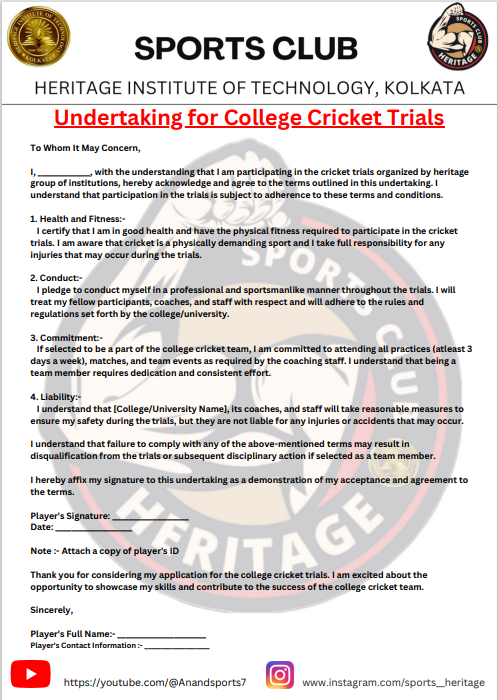 SPORTS CLUB
HERITAGE INSTITUTE OF TECHNOLOGY, KOLKATA
Undertaking for College Cricket Trials
To Whom It May Concern,
I, ____________, with the understanding that I am participating in the cricket trials organized by heritage
group of institutions, hereby acknowledge and agree to the terms outlined in this undertaking. I
understand that participation in the trials is subject to adherence to these terms and conditions.
1. Health and Fitness:-
I certify that I am in good health and have the physical fitness required to participate in the cricket
trials. I am aware that cricket is a physically demanding sport and I take full responsibility for any
injuries that may occur during the trials.
2. Conduct:-
I pledge to conduct myself in a professional and sportsmanlike manner throughout the trials. I will
treat my fellow participants, coaches, and staff with respect and will adhere to the rules and
regulations set forth by the college/university.
3. Commitment:-
If selected to be a part of the college cricket team, I am committed to attending all practices (atleast 3
days a week), matches, and team events as required by the coaching staff. I understand that being a
team member requires dedication and consistent effort.
4. Liability:-
I understand that [College/University Name], its coaches, and staff will take reasonable measures to
ensure my safety during the trials, but they are not liable for any injuries or accidents that may occur.
I understand that failure to comply with any of the above-mentioned terms may result in
disqualification from the trials or subsequent disciplinary action if selected as a team member.
I hereby affix my signature to this undertaking as a demonstration of my acceptance and agreement to
the terms.
Player's Signature: _________________
Date: _________________
Note :- Attach a copy of player's ID
Thank you for considering my application for the college cricket trials. I am excited about the
opportunity to showcase my skills and contribute to the success of the college cricket team.
Sincerely,
Player's Full Name:- ____________________
Player's Contact Information :- _________________
https://youtube.com/@Anandsports7
www.instagram.com/sports__heritage
SPORTS CLUB
HERITAGE
SPORTS CLUB
HERITAGE